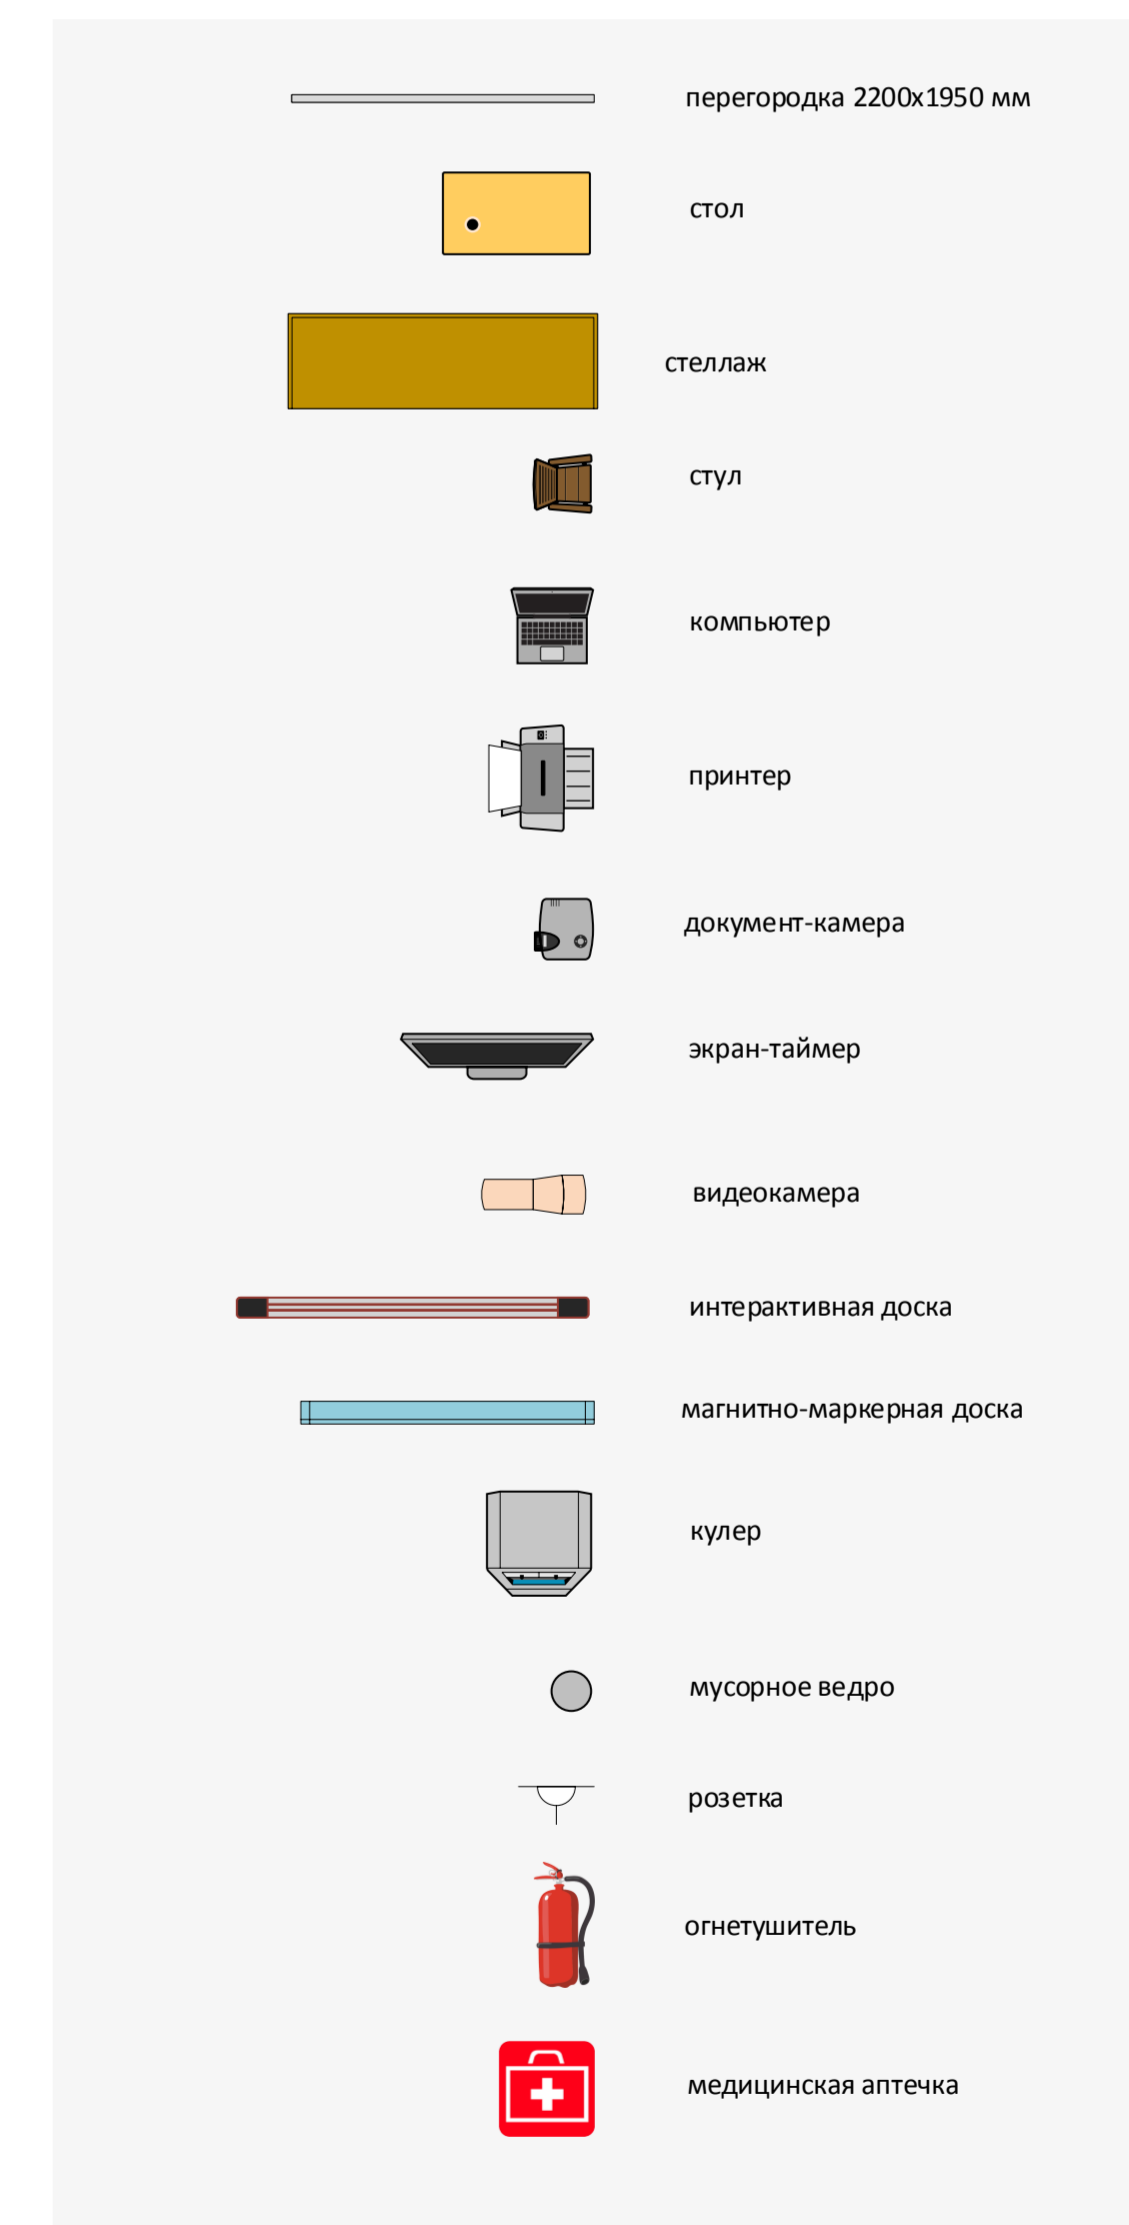 перегородка 2200х1950 мм
стол
стеллаж
стул
компьютер
принтер
документ-камера
экран-таймер
видеокамера
интерактивная доска
магнитно-маркерная доска
кулер
мусорное ведро
розетка
огнетушитель
медицинская аптечка